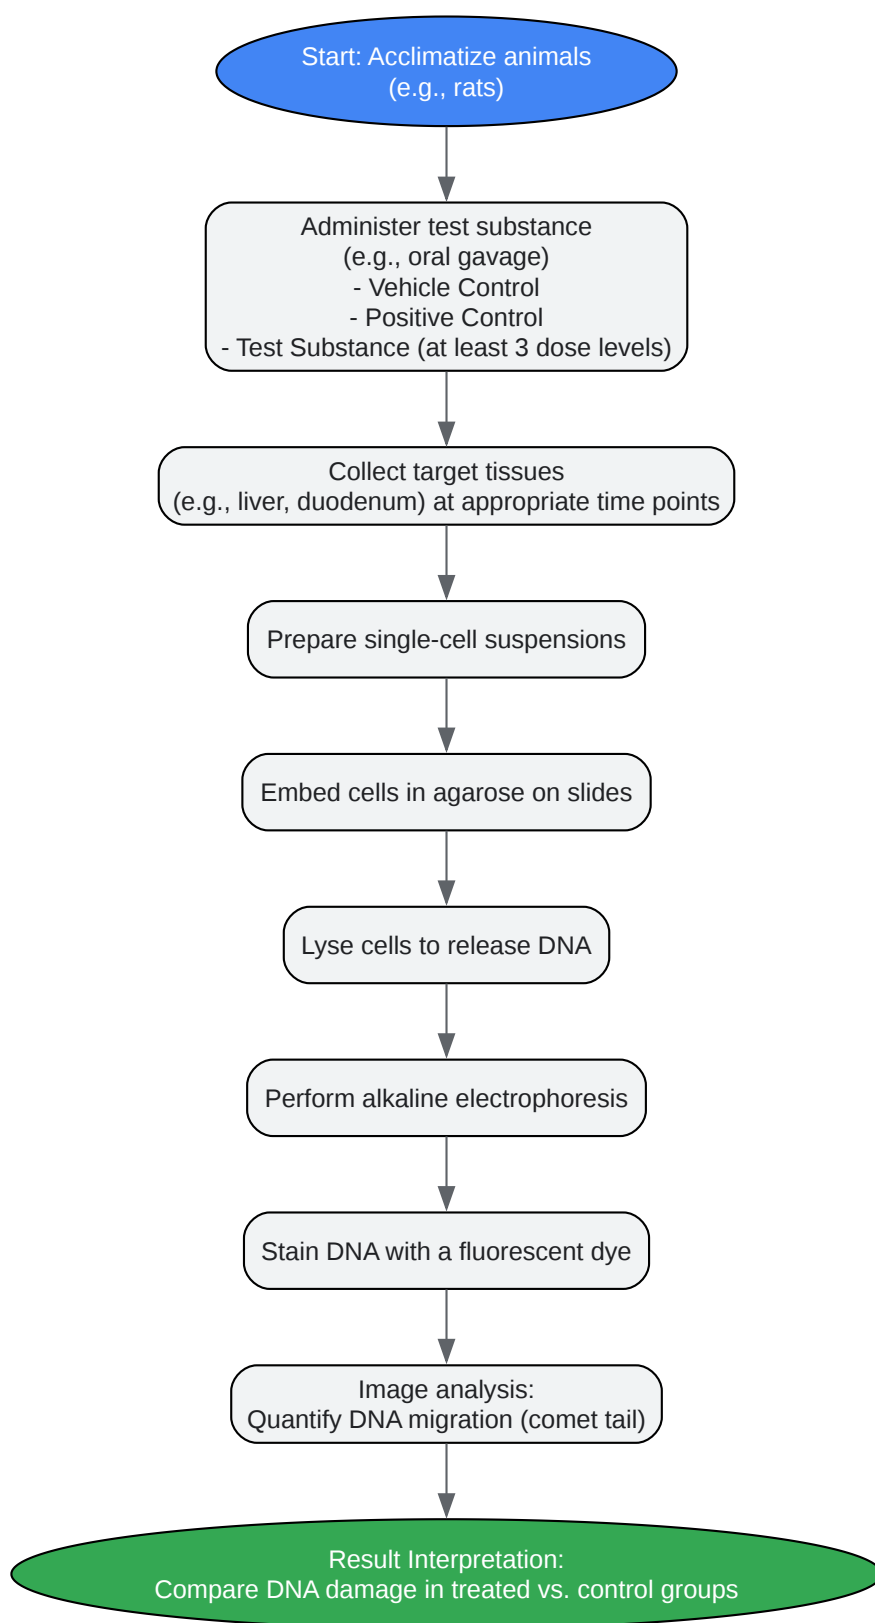 Start: Acclimatize animals
(e.g., rats)
Administer test substance
(e.g., oral gavage)
- Vehicle Control
- Positive Control
- Test Substance (at least 3 dose levels)
Collect target tissues
(e.g., liver, duodenum) at appropriate time points
Prepare single-cell suspensions
Embed cells in agarose on slides
Lyse cells to release DNA
Perform alkaline electrophoresis
Stain DNA with a fluorescent dye
Image analysis:
Quantify DNA migration (comet tail)
Result Interpretation:
Compare DNA damage in treated vs. control groups